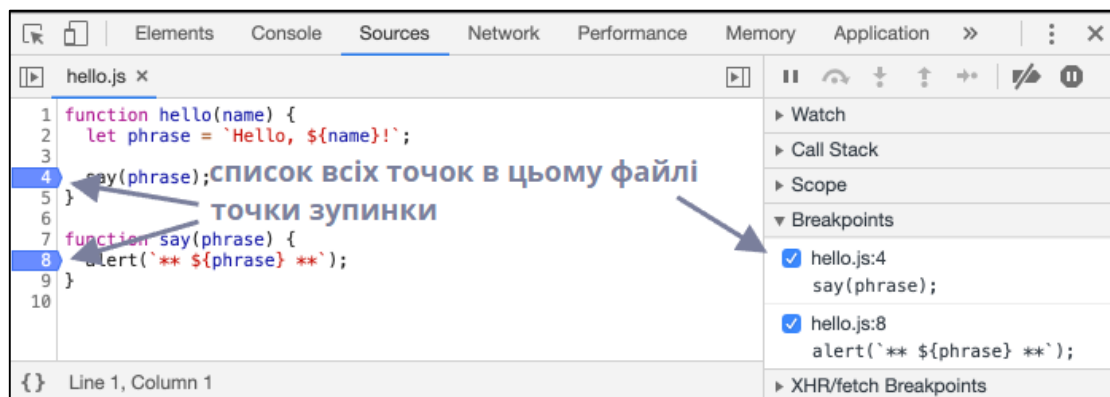 Elements Console Sources Network Performance Memory Application »
hello.js ×
1 function hello(name) {
2 let phrase = `Hello, ${name}!`;
3
4 say(phrase);
5 }
6
7 function say(phrase) {
8 alert(`** ${phrase} **`);
9 }
10
список всіх точок в цьому файлі
точки зупинки
{} Line 1, Column 1
Watch
Call Stack
Scope
Breakpoints
hello.js:4
say(phrase);
hello.js:8
alert(`** ${phrase} **`);
XHR/fetch Breakpoints